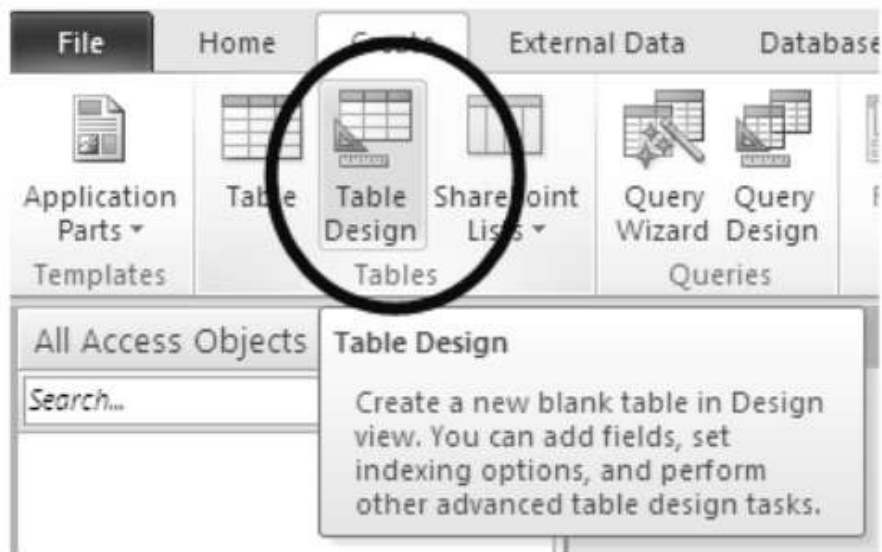 File Home Create External Data Database
Application Parts
Table
Table Design
SharePoint Lists
Query Wizard
Query Design
Templates Tables Queries
All Access Objects
Search...
Table Design
Create a new blank table in Design
view. You can add fields, set
indexing options, and perform
other advanced table design tasks.